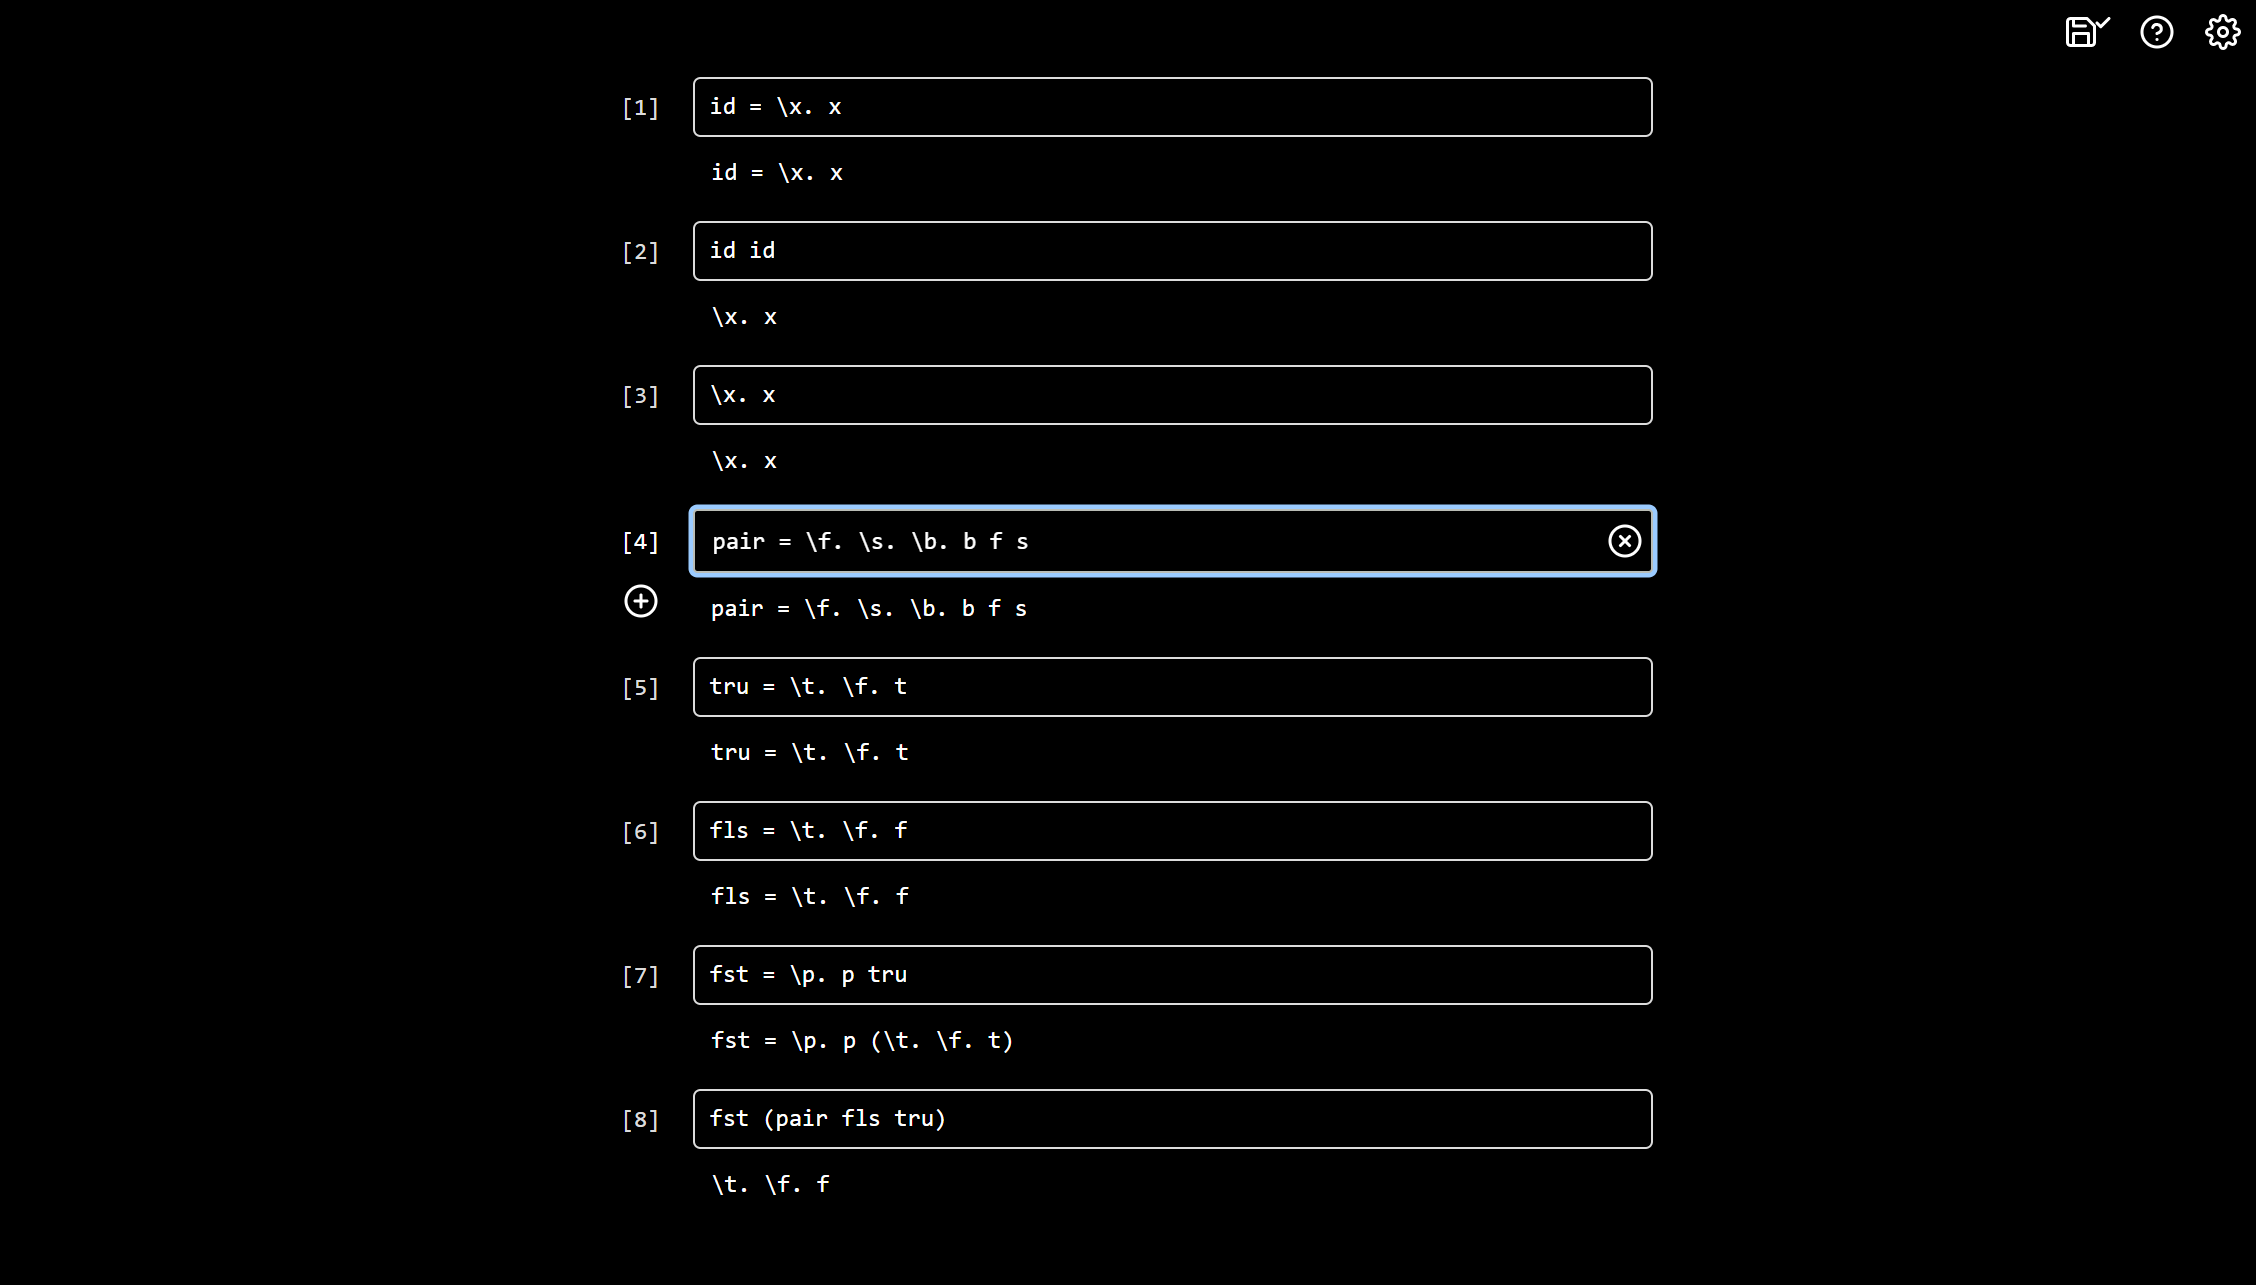 [1] id = \x. x
id = \x. x
[2] id id
\x. x
[3] \x. x
\x. x
[4] pair = \f. \s. \b. b f s
pair = \f. \s. \b. b f s
[5] tru = \t. \f. t
tru = \t. \f. t
[6] fls = \t. \f. f
fls = \t. \f. f
[7] fst = \p. p tru
fst = \p. p (\t. \f. t)
[8] fst (pair fls tru)
\t. \f. f